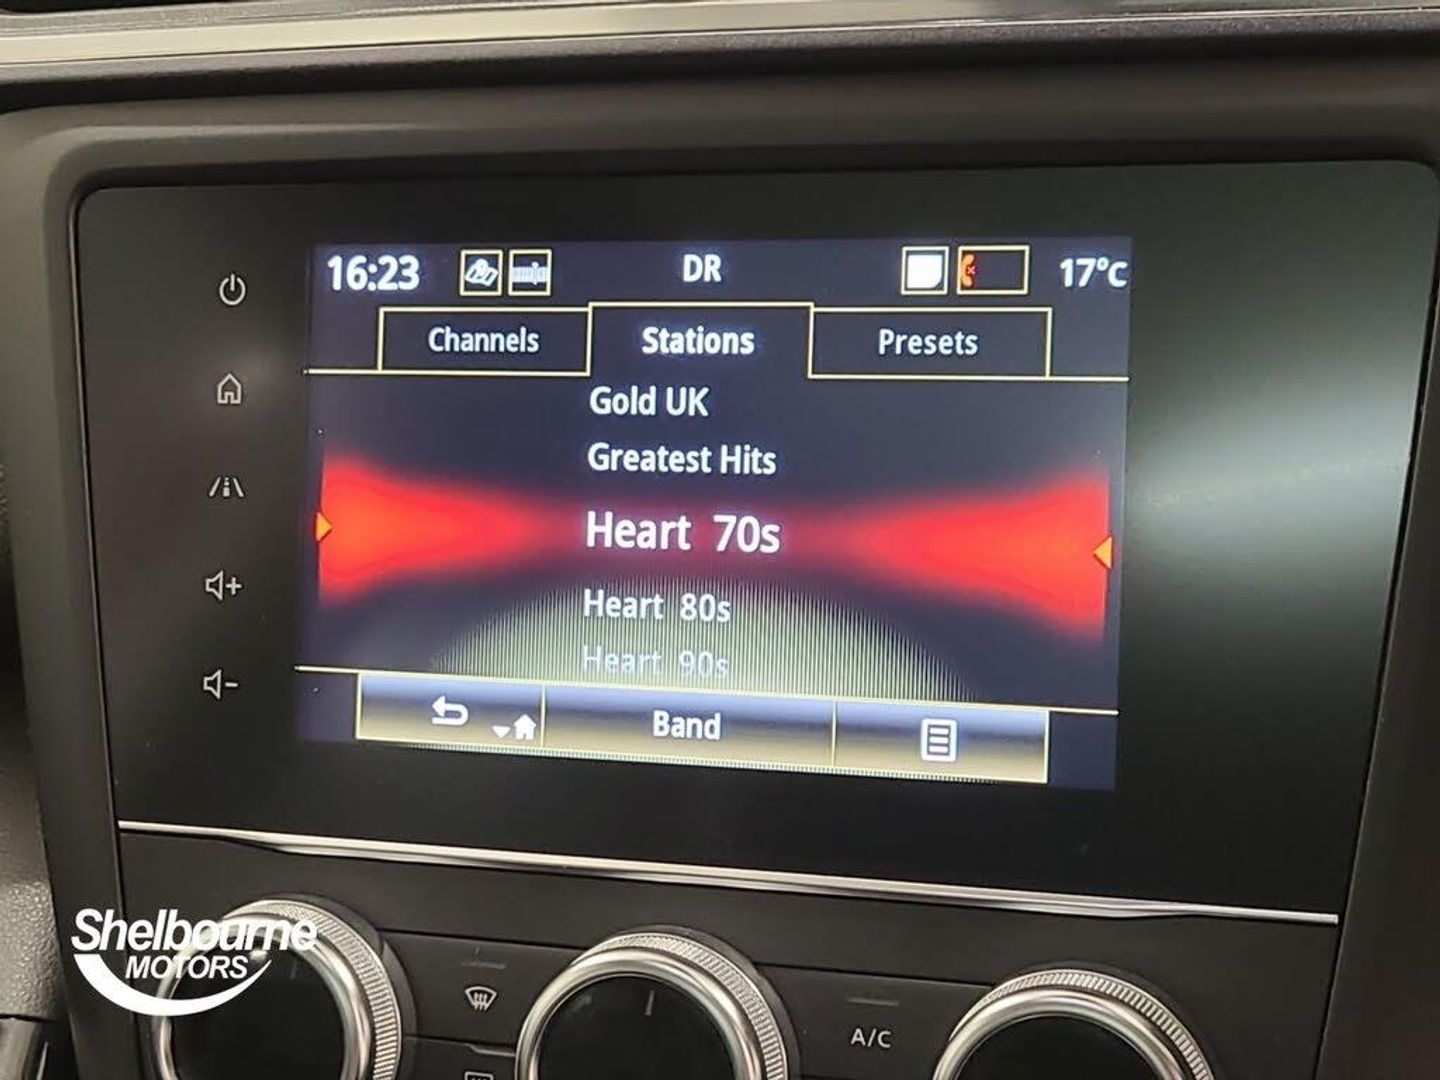 16:23 DR 17°C
Channels Stations Presets
Gold UK
Greatest Hits
Heart 70s
Heart 80s
Heart 90s
Band
Shelbourne
MOTORS
A/C